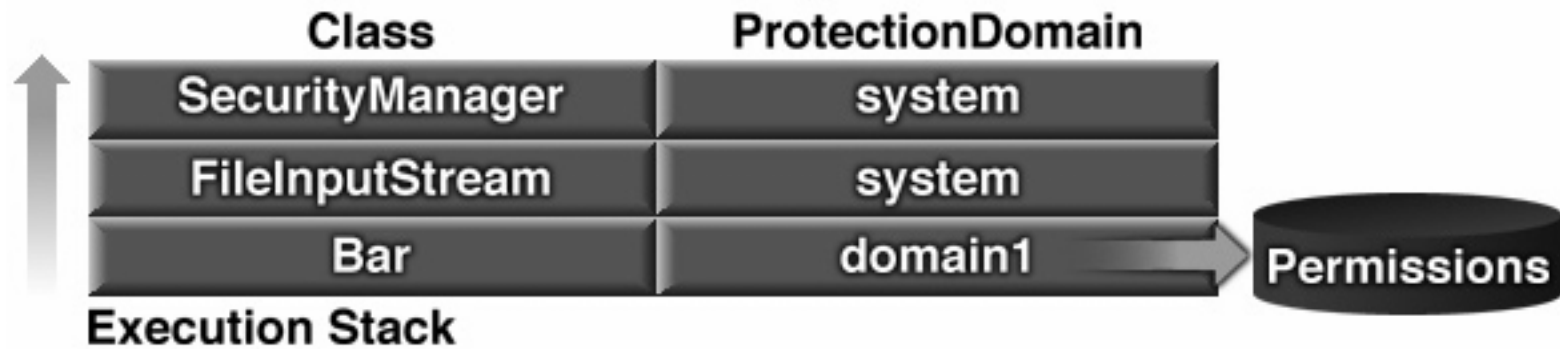 Class ProtectionDomain
SecurityManager system
FileInputStream system
Bar domain1
Permissions
Execution Stack